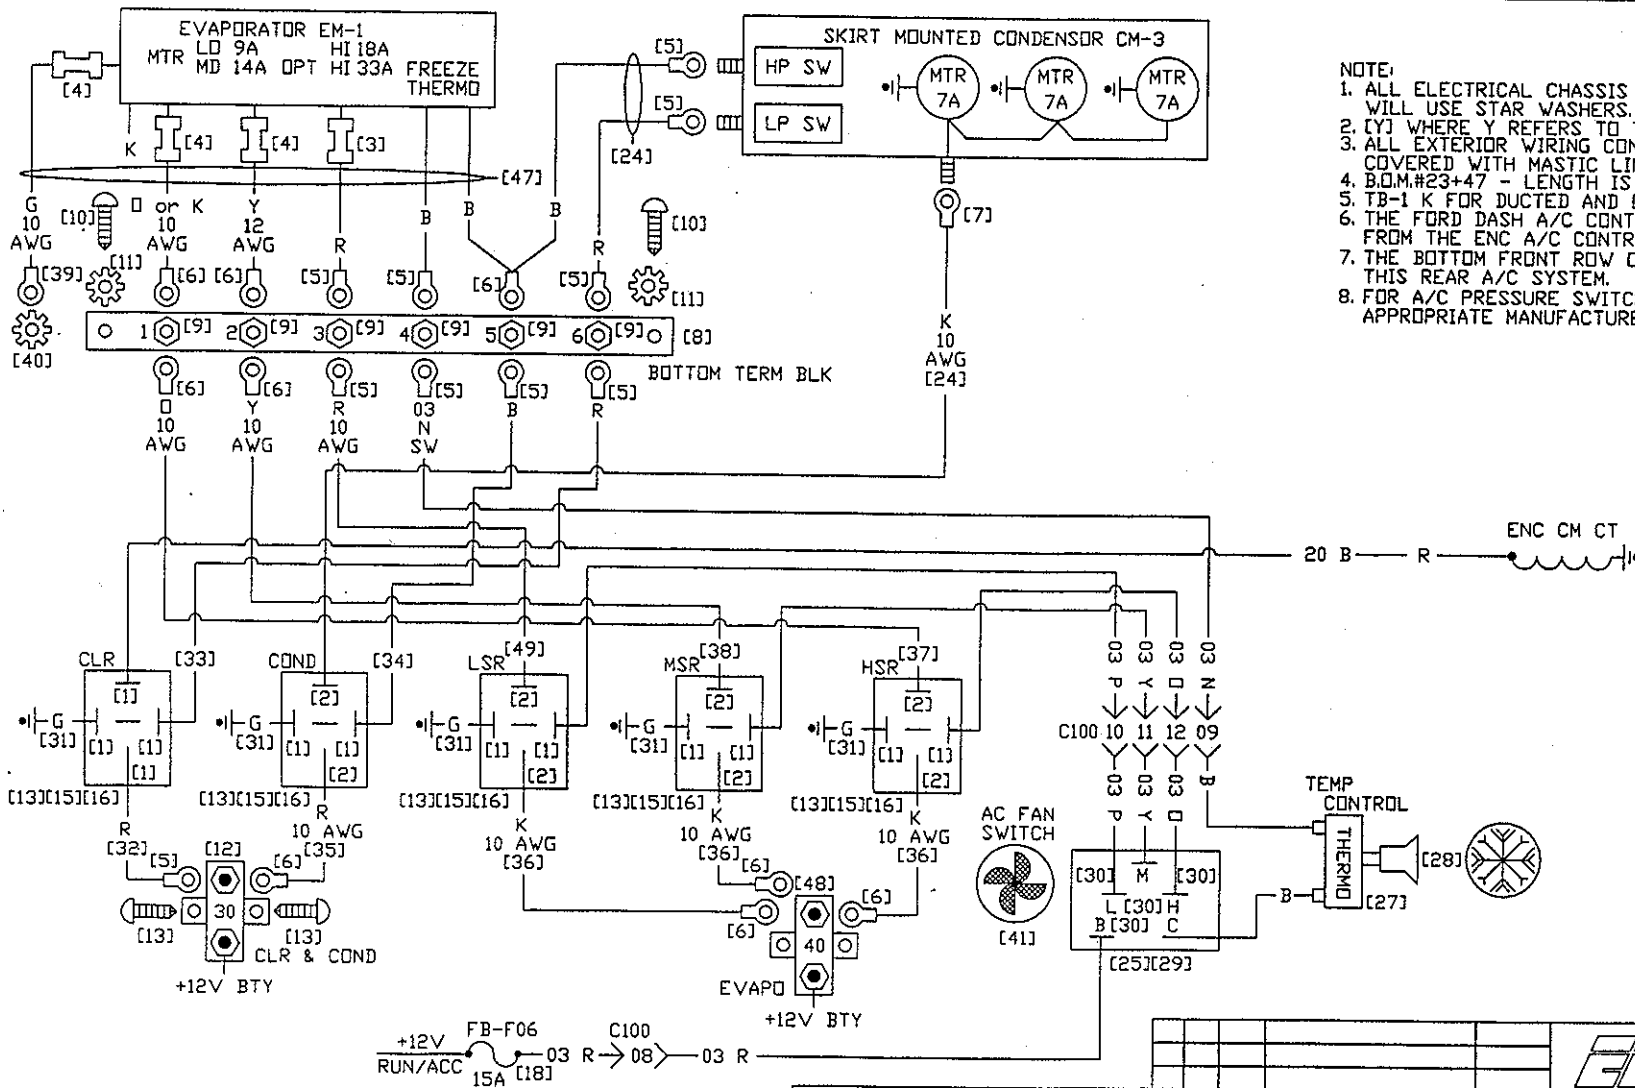 EVAPORATOR EM-1
LO 9A HI 18A
MTR
MD 14A OPT HI 33A FREEZE
THERMO
[4]
K
[4]
[4]
[3]
[47]
G
10
AWG
[10]
O or K
10
AWG
Y
12
AWG
R
B
B
B
R
[5]
[5]
[24]
SKIRT MOUNTED CONDENSOR CM-3
HP SW
LP SW
MTR
7A
MTR
7A
MTR
7A
[7]
K
10
AWG
[24]
NOTE:
1. ALL ELECTRICAL CHASSIS
WILL USE STAR WASHERS.
2. [Y] WHERE Y REFERS TO
3. ALL EXTERIOR WIRING CON
COVERED WITH MASTIC LI
4. B.O.M.#23+47 - LENGTH IS
5. TB-1 K FOR DUCTED AND
6. THE FORD DASH A/C CONT
FROM THE ENC A/C CONTR
7. THE BOTTOM FRONT ROW
THIS REAR A/C SYSTEM.
8. FOR A/C PRESSURE SWITC
APPROPRIATE MANUFACTURE
[10]
[39]
[11]
[6]
[6]
[5]
[5]
[6]
[5]
[11]
[40]
1 [9] 2 [9] 3 [9] 4 [9] 5 [9] 6 [9]
[8]
BOTTOM TERM BLK
[6]
[6]
[5]
[5]
[5]
[5]
O
10
AWG
Y
10
AWG
R
10
AWG
03
N
SW
B
R
ENC CM CT
20 B
R
CLR
[33]
COND
[34]
LSR
[49]
MSR
[38]
HSR
[37]
[1]
[2]
[2]
[2]
[2]
G
[31]
[1] [1]
[1]
G
[31]
[1] [1]
[2]
G
[31]
[1] [1]
[2]
G
[31]
[1] [1]
[2]
G
[31]
[1] [1]
[2]
[13][15][16]
[13][15][16]
[13][15][16]
[13][15][16]
[13][15][16]
R
[32]
R
10 AWG
[35]
K
10 AWG
[36]
K
10 AWG
[36]
K
10 AWG
[36]
[5]
[12]
[6]
30
[13]
[13]
CLR & COND
+12V BTY
[6]
[6]
[48]
[6]
40
EVAPO
+12V BTY
03 P
03 Y
03 O
03 N
C100 10 11 12 09
03 P
03 Y
03 O
B
AC FAN
SWITCH
[41]
[30] M [30]
L [30] H
B [30] C
[25][29]
B
TEMP
CONTROL
THERMO
[28]
[27]
+12V
RUN/ACC
FB-F06
15A
[18]
03 R
C100
08
03 R